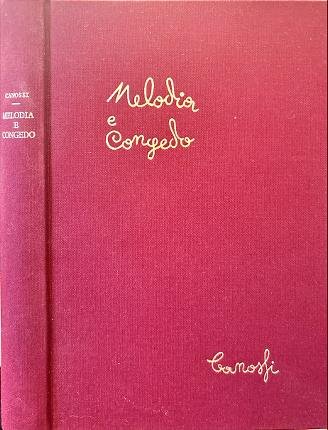 CANOSSI
MELODIA
E
CONGEDO
Melodia
e
Congedo
Canossi